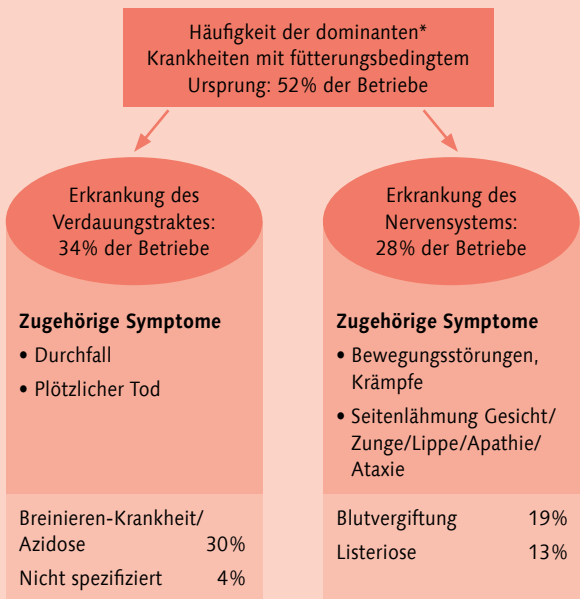 Häufigkeit der dominanten*
Krankheiten mit fütterungsbedingtem
Ursprung: 52% der Betriebe
Erkrankung des
Verdauungstraktes:
34% der Betriebe
Zugehörige Symptome
• Durchfall
• Plötzlicher Tod
Breinieren-Krankheit/
Azidose 30%
Nicht spezifiziert 4%
Erkrankung des
Nervensystems:
28% der Betriebe
Zugehörige Symptome
• Bewegungsstörungen,
Krämpfe
• Seitenlähmung Gesicht/
Zunge/Lippe/Apathie/
Ataxie
Blutvergiftung 19%
Listeriose 13%